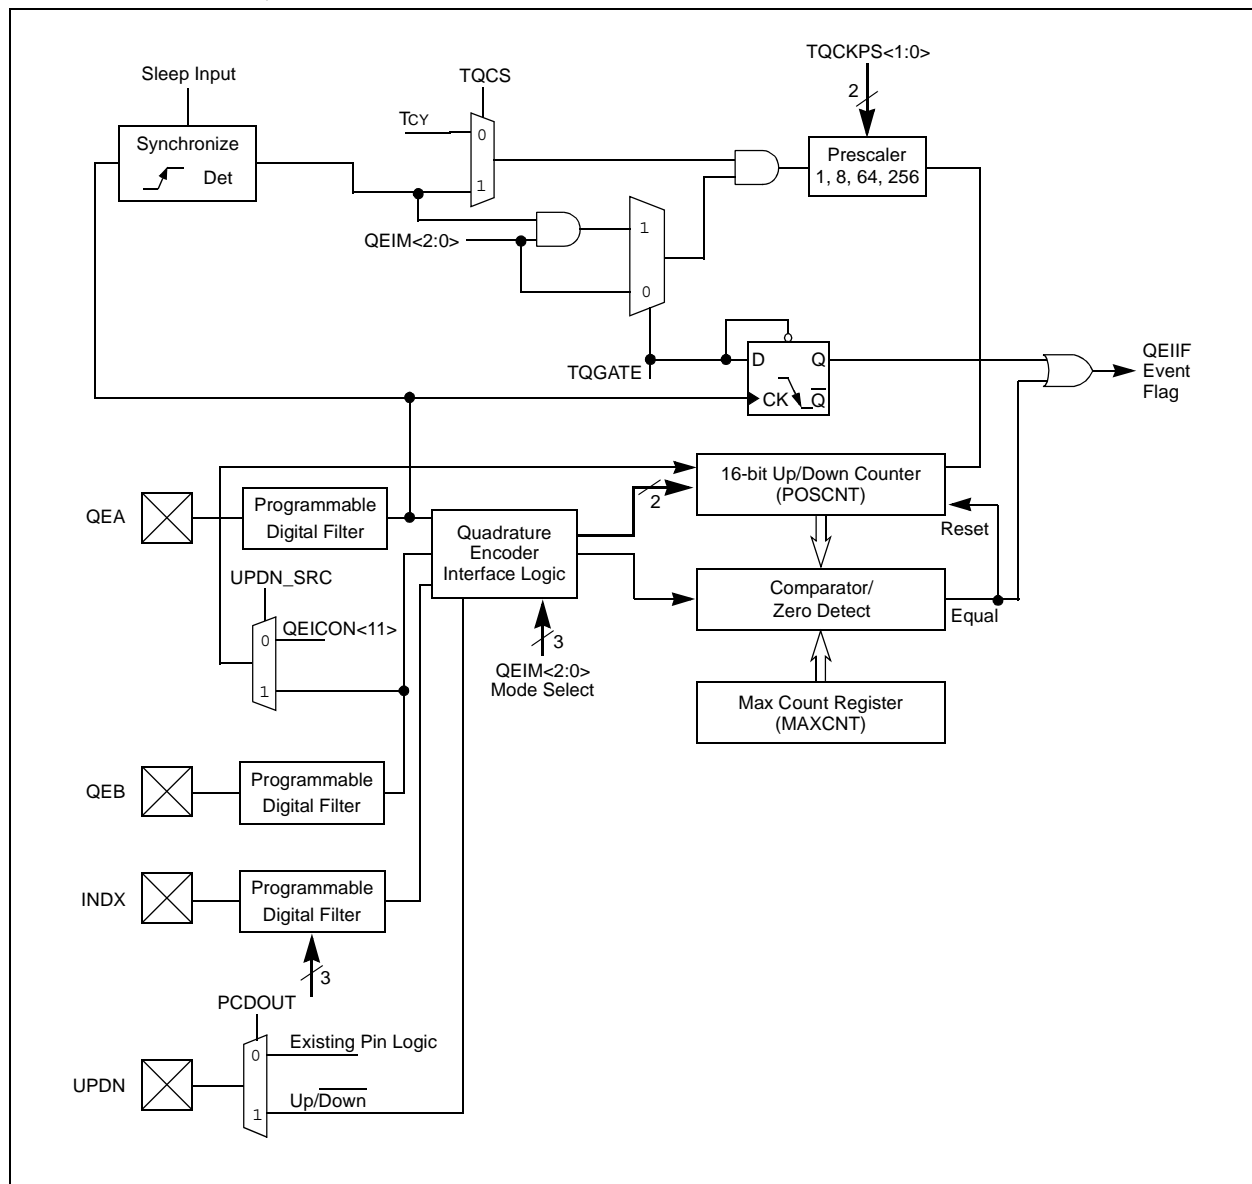 TQCKPS<1:0>
Sleep Input
TQCS
2
TCY
0
Synchronize
Det
1
Prescaler
1, 8, 64, 256
QEIM<2:0>
1
0
TQGATE
D
Q
CK
Q
QEIIF
Event
Flag
16-bit Up/Down Counter
(POSCNT)
2
QEA
Programmable
Digital Filter
Quadrature
Encoder
Interface Logic
Reset
UPDN_SRC
Comparator/
Zero Detect
Equal
0
QEICON<11>
1
3
QEIM<2:0>
Mode Select
Max Count Register
(MAXCNT)
QEB
Programmable
Digital Filter
INDX
Programmable
Digital Filter
3
PCDOUT
0
Existing Pin Logic
UPDN
1
Up/Down